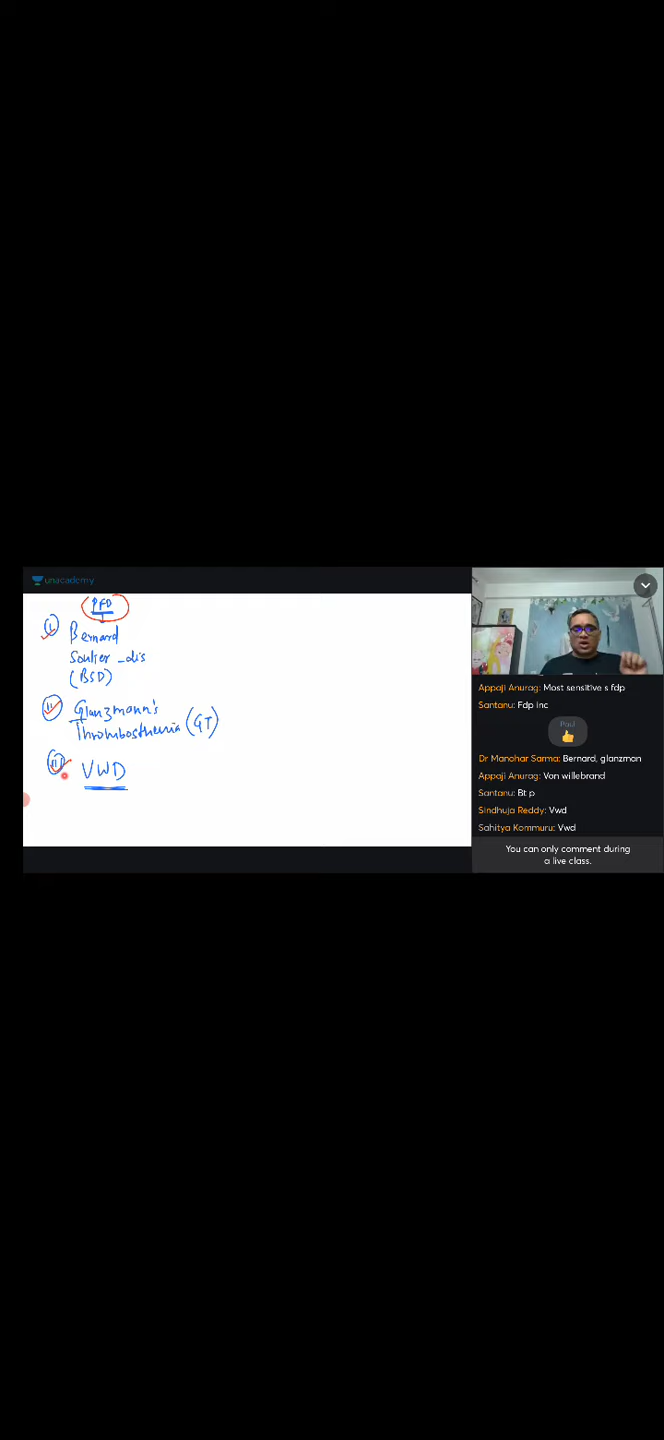 unacademy
PFD
i
Bernard
Soulier _dis
(BSD)
ii
Glanzmann's
Thrombosthenia (GT)
iii
VWD
Appaji Anurag: Most sensitive s fdp
Santanu: Fdp Inc
Paul
👍
Dr Manohar Sarma: Bernard, glanzman
Appaji Anurag: Von willebrand
Santanu: Bt p
Sindhuja Reddy: Vwd
Sahitya Kommuru: Vwd
You can only comment during
a live class.